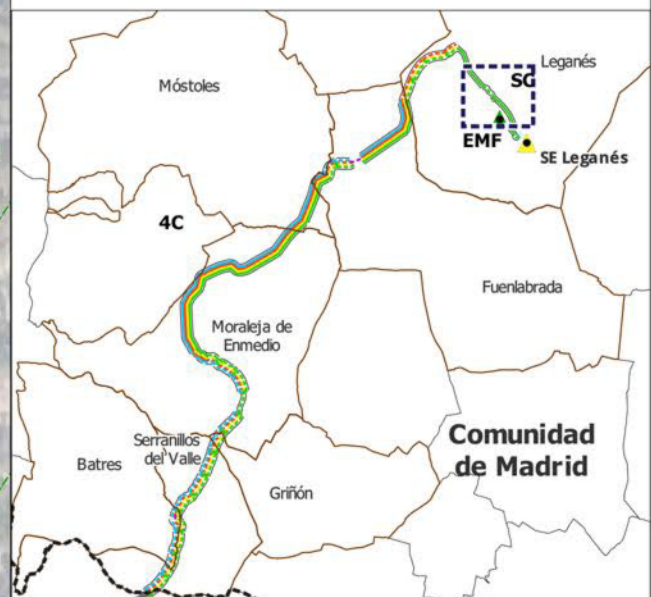 Móstoles
Leganés
SG
EMF
SE Leganés
4C
Fuenlabrada
Moraleja de
Enmedio
Comunidad
de Madrid
Serranillos
del Valle
Batres
Griñón